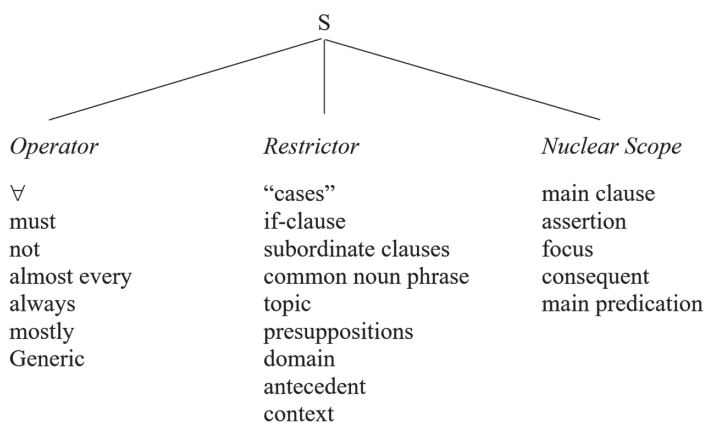 S
Operator Restrictor Nuclear Scope
∀ “cases” main clause
must if-clause assertion
not subordinate clauses focus
almost every common noun phrase consequent
always topic main predication
mostly presuppositions
Generic domain
antecedent
context